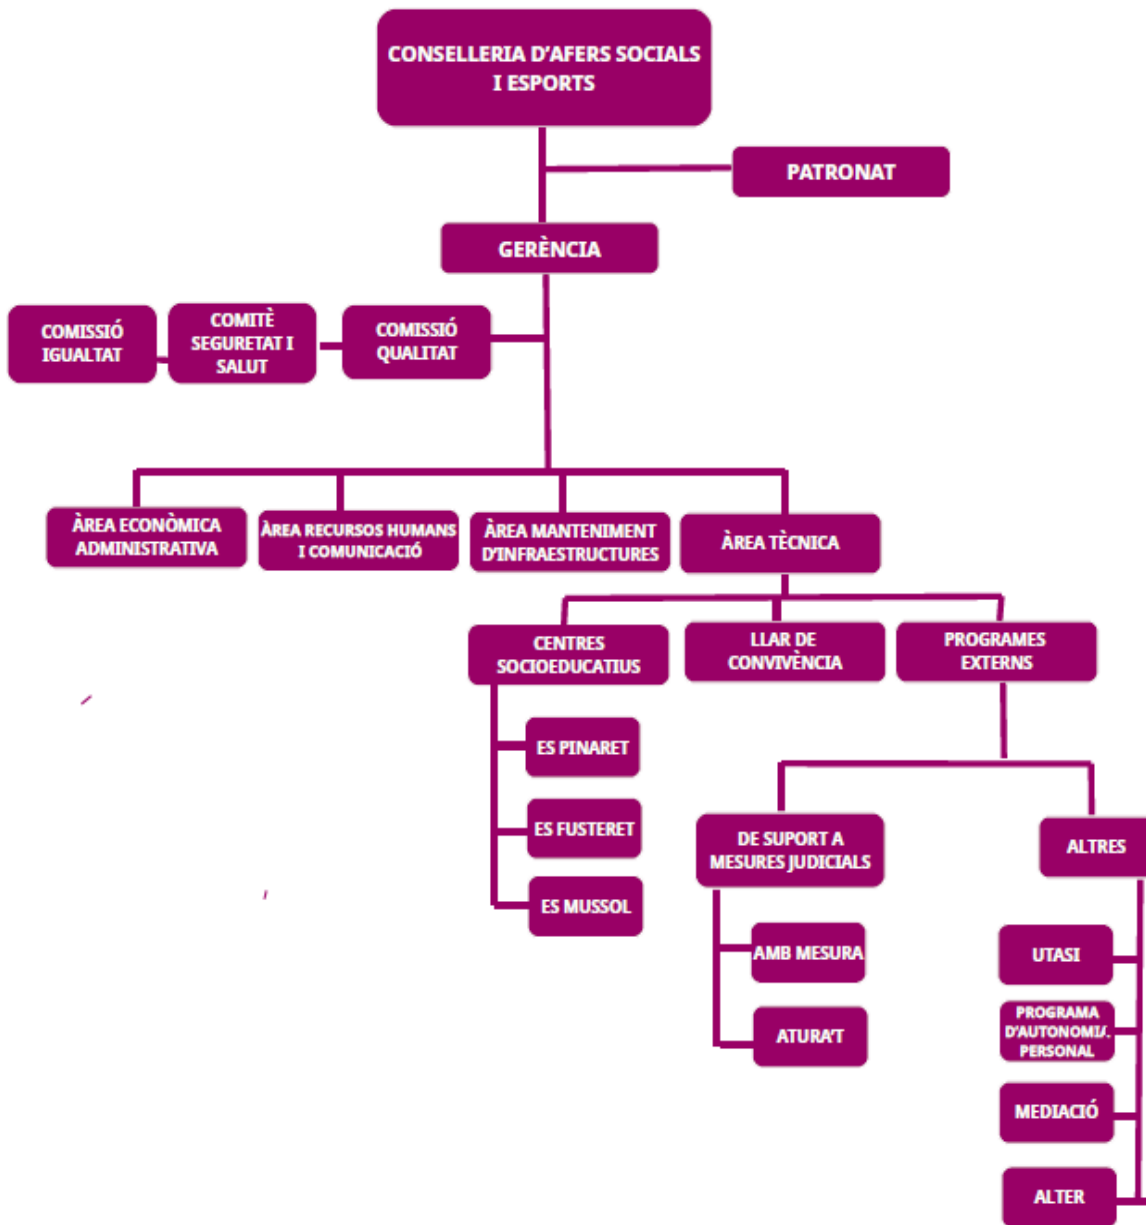 CONSELLERIA D'AFERS SOCIALS
I ESPORTS
PATRONAT
GERÈNCIA
COMISSIÓ
IGUALTAT
COMITÈ
SEGURETAT I
SALUT
COMISSIÓ
QUALITAT
ÀREA ECONÒMICA
ADMINISTRATIVA
ÀREA RECURSOS HUMANS
I COMUNICACIÓ
ÀREA MANTENIMENT
D'INFRAESTRUCTURES
ÀREA TÈCNICA
CENTRES
SOCIOEDUCATIUS
LLAR DE
CONVIVÈNCIA
PROGRAMES
EXTERNS
ES PINARET
ES FUSTERET
ES MUSSOL
DE SUPORT A
MESURES JUDICIALS
AMB MESURA
ATURA'T
ALTRES
UTASI
PROGRAMA
D'AUTONOMIA
PERSONAL
MEDIACIÓ
ALTER